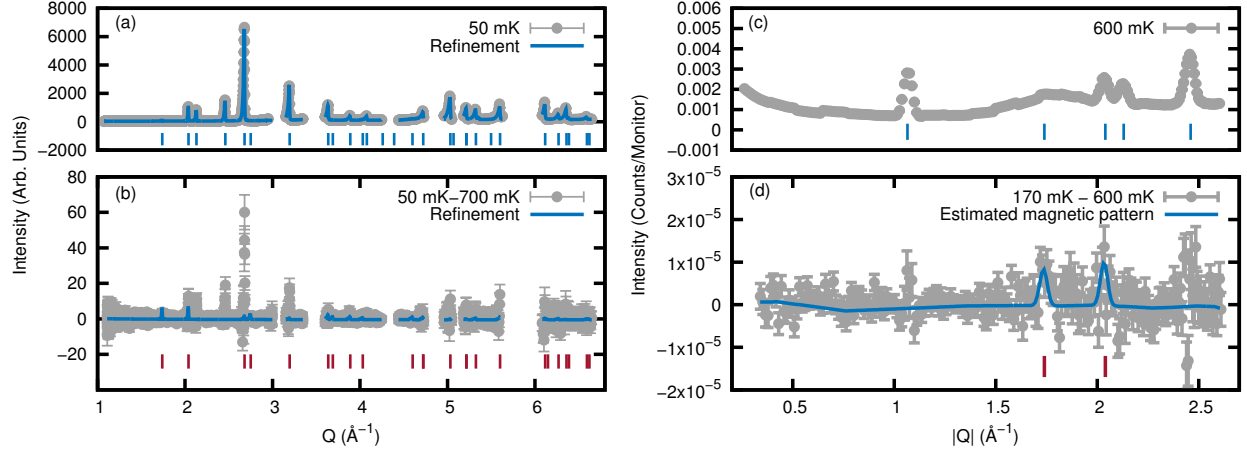 (a)
50 mK
Refinement
8000
6000
4000
2000
0
−2000
(b)
50 mK−700 mK
Refinement
80
60
40
20
0
−20
1 2 3 4 5 6
Q (Å⁻¹)
Intensity (Arb. Units)
(c)
600 mK
0.006
0.005
0.004
0.003
0.002
0.001
0
−0.001
(d)
170 mK − 600 mK
Estimated magnetic pattern
3x10⁻⁵
2x10⁻⁵
1x10⁻⁵
0
−1x10⁻⁵
−2x10⁻⁵
0.5 1 1.5 2 2.5
|Q| (Å⁻¹)
Intensity (Counts/Monitor)